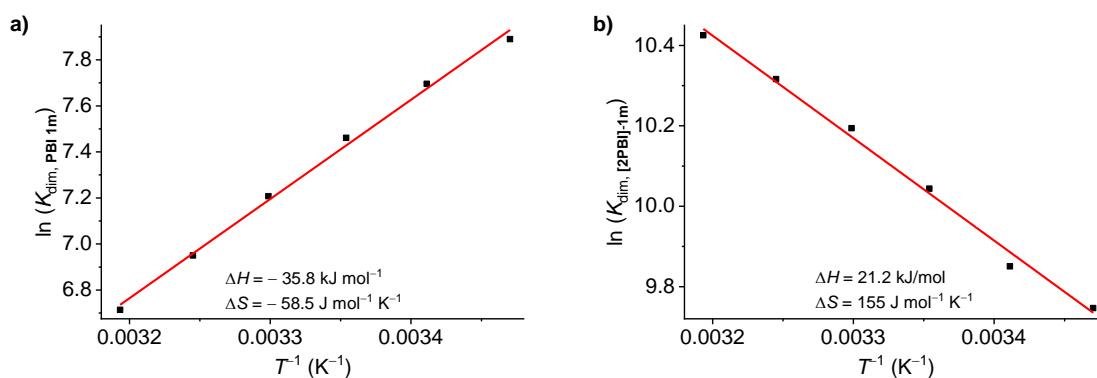 a)
ln (K_dim, PBI 1m)
7.8
7.6
7.4
7.2
7.0
6.8
ΔH = − 35.8 kJ mol⁻¹
ΔS = − 58.5 J mol⁻¹ K⁻¹
0.0032 0.0033 0.0034
T⁻¹ (K⁻¹)
b)
ln (K_dim, [2PBI]-1m)
10.4
10.2
10.0
9.8
ΔH = 21.2 kJ/mol
ΔS = 155 J mol⁻¹ K⁻¹
0.0032 0.0033 0.0034
T⁻¹ (K⁻¹)